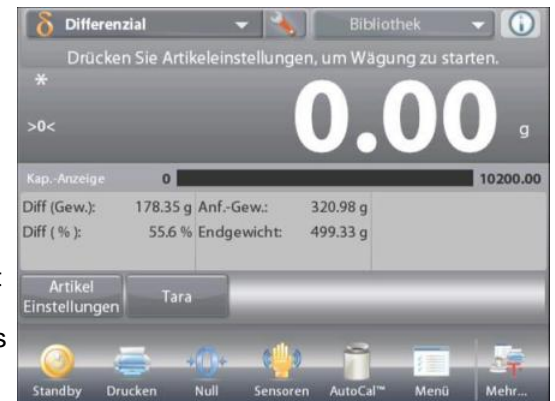 δ Differenzial Bibliothek i
Drücken Sie Artikeleinstellungen, um Wägung zu starten.
*
>0< 0.00 g
Kap.-Anzeige 0 10200.00
Diff (Gew.): 178.35 g Anf.-Gew.: 320.98 g
Diff ( % ): 55.6 % Endgewicht: 499.33 g
Artikel
Einstellungen Tara
s
Standby Drucken Null Sensoren AutoCal™ Menü Mehr...